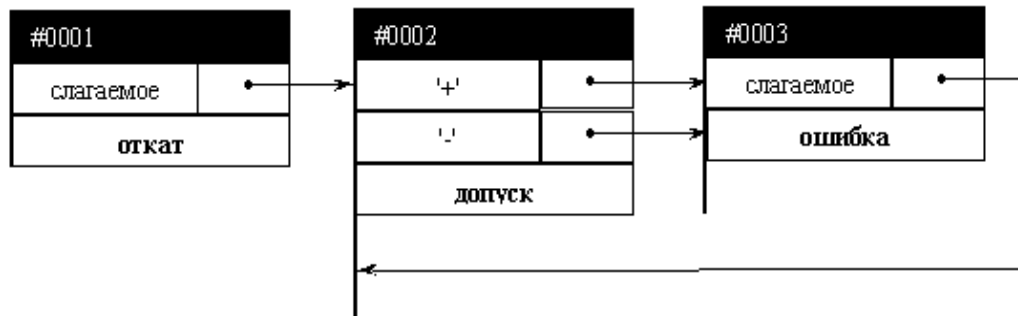 #0001
слагаемое
откат
#0002
'+'
'-'
допуск
#0003
слагаемое
ошибка